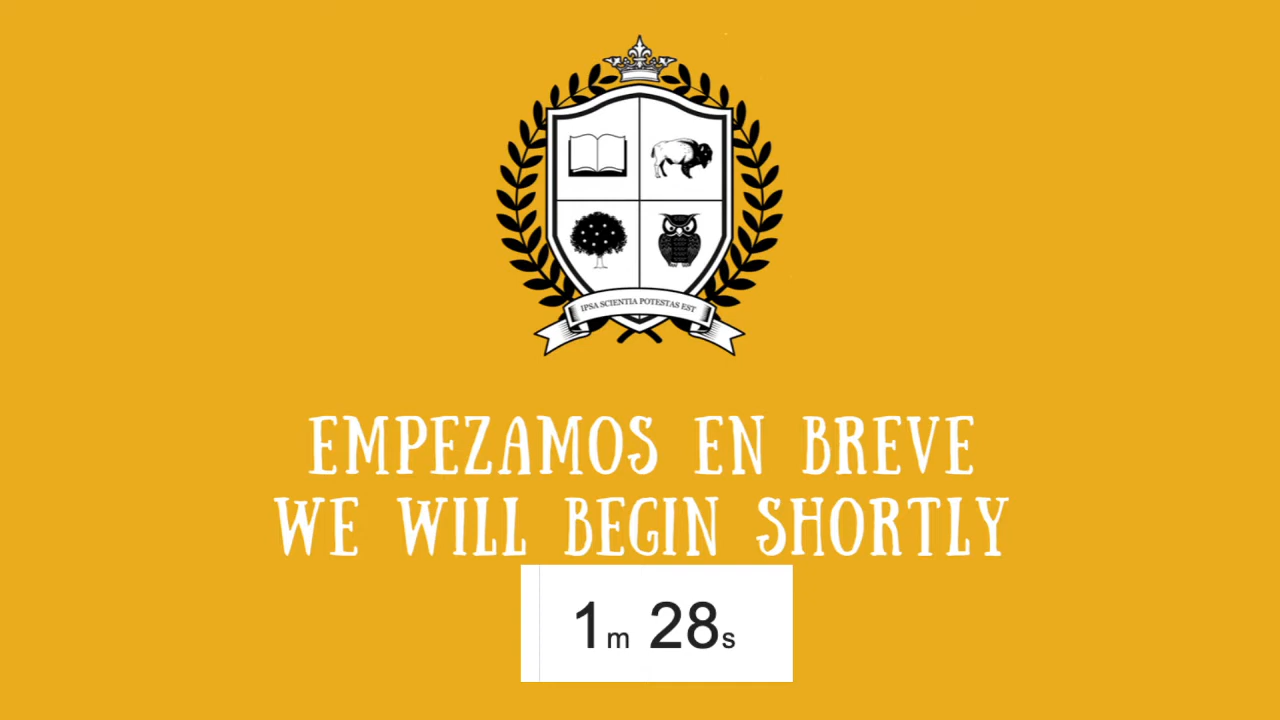 IPSA SCIENTIA POTESTAS EST
EMPEZAMOS EN BREVE
WE WILL BEGIN SHORTLY
1m 28s